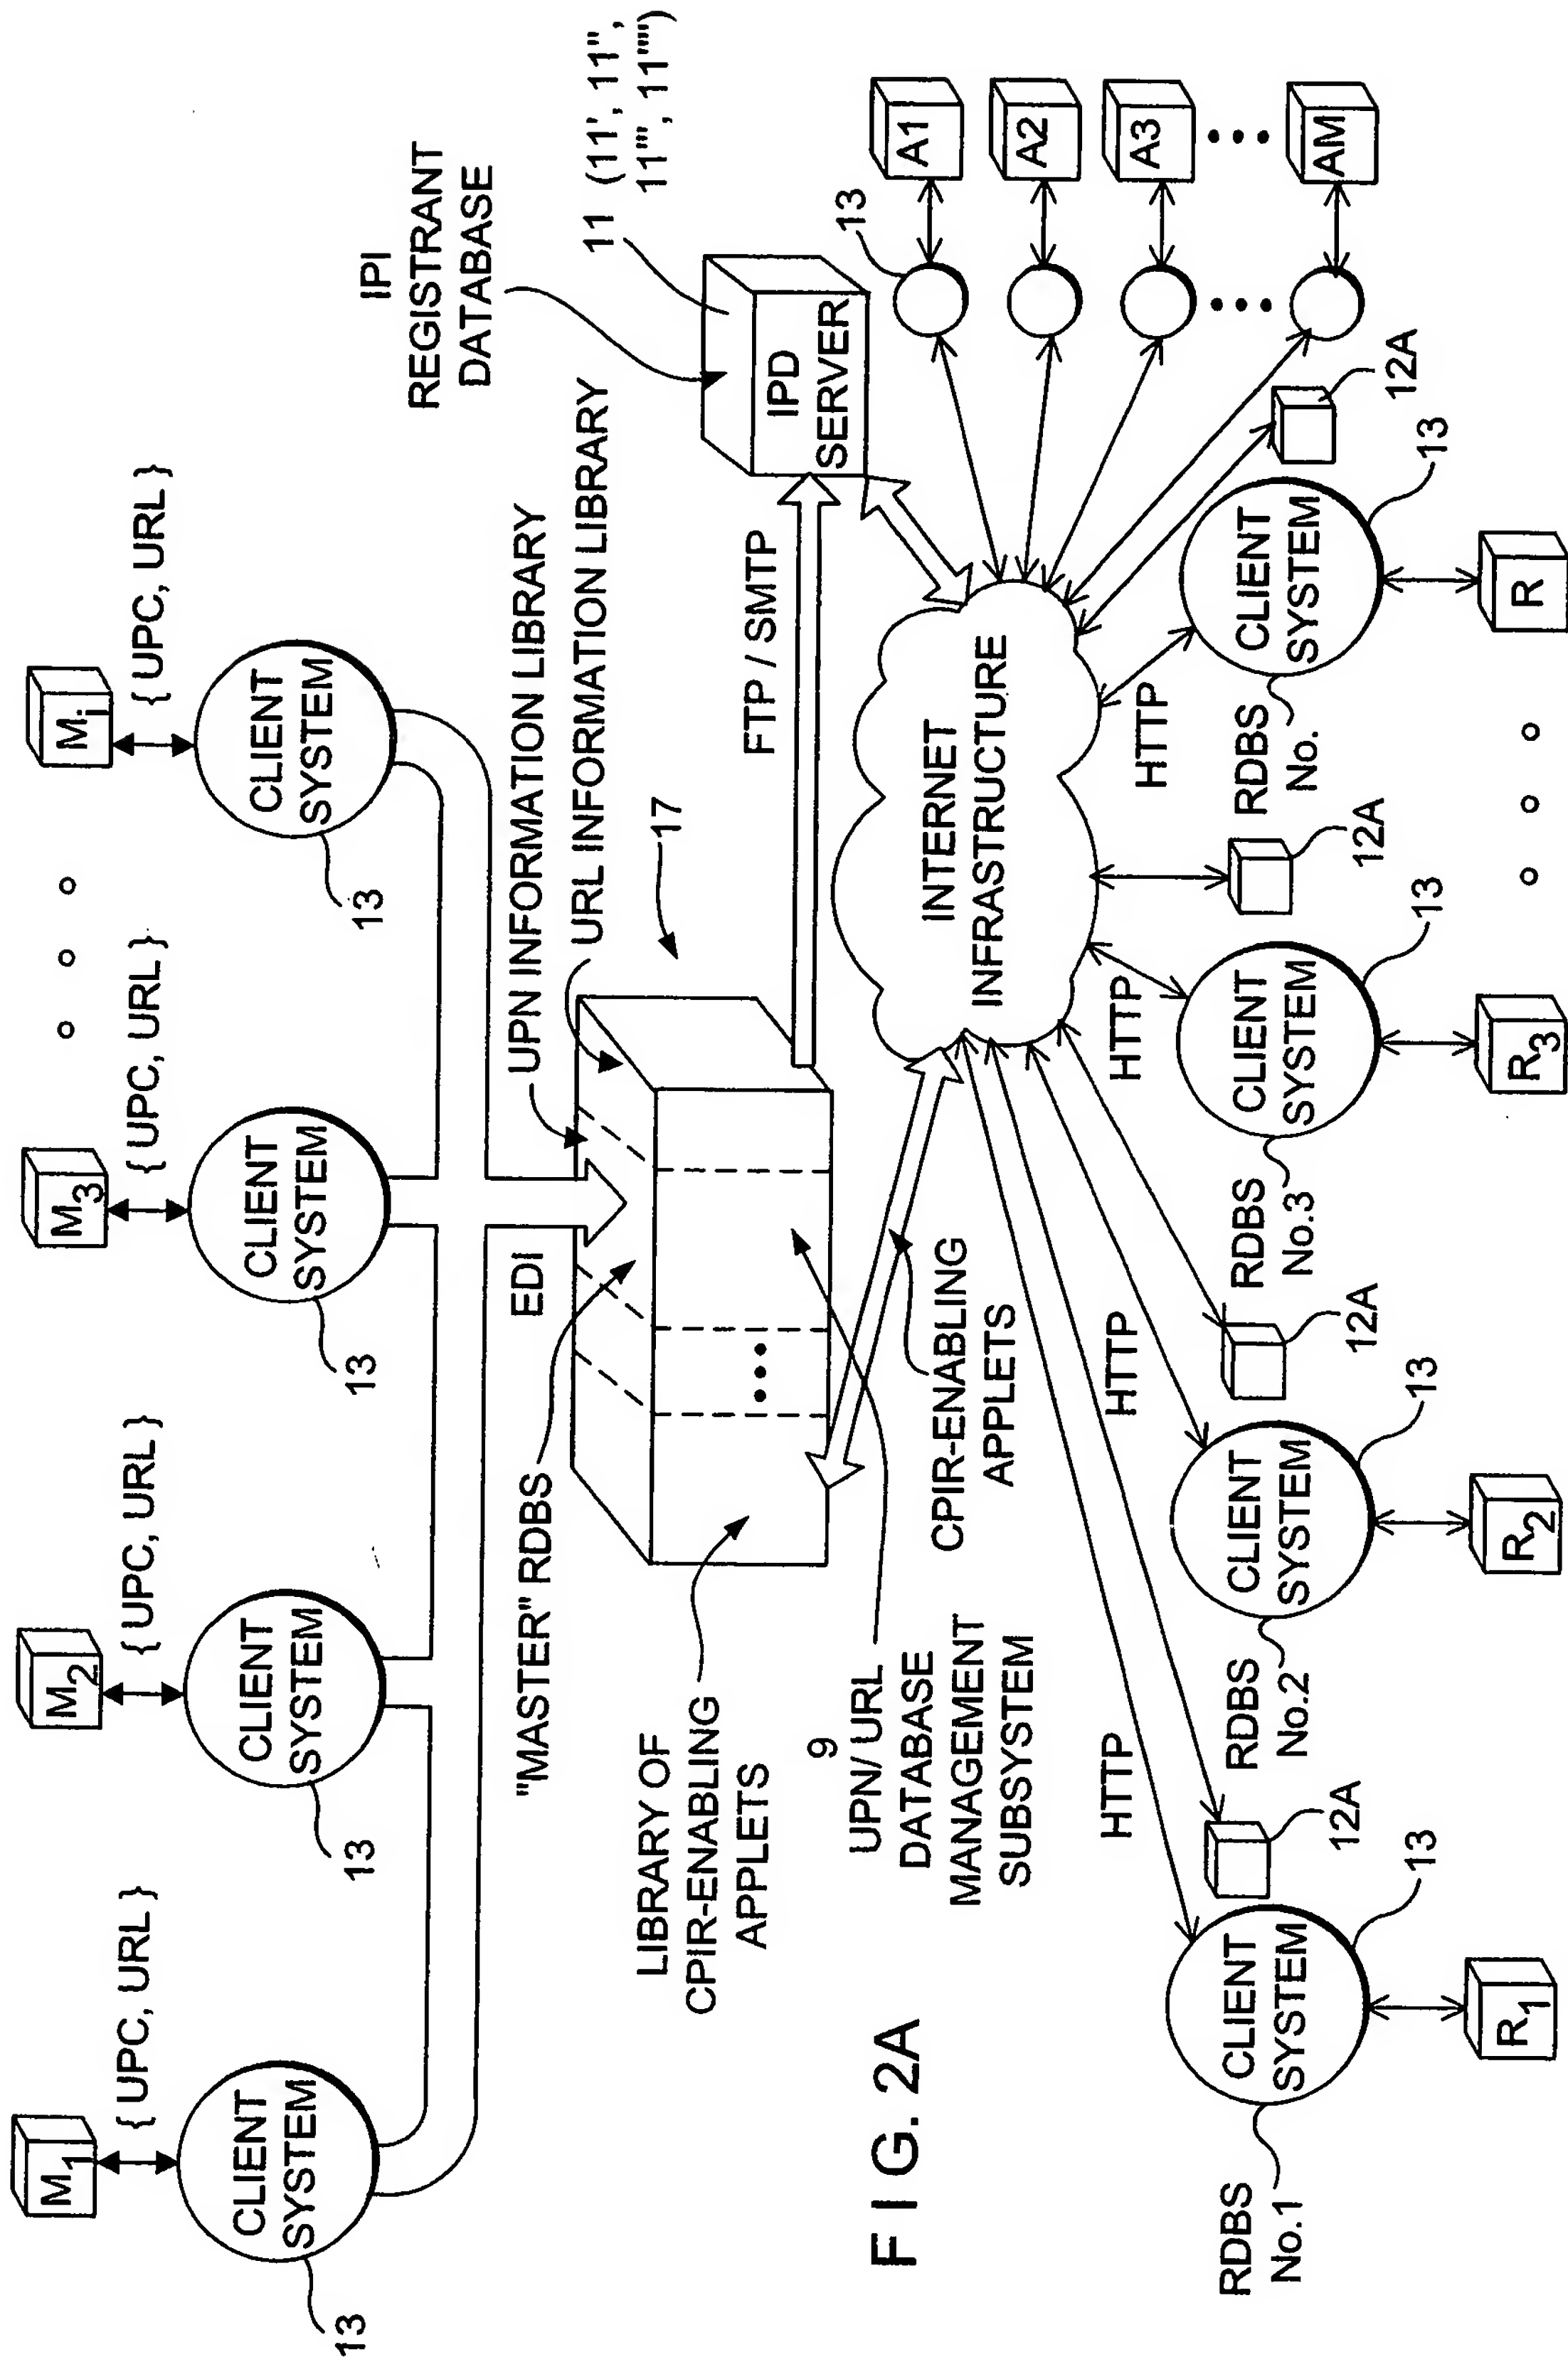 M1
{ UPC, URL }
CLIENT
SYSTEM
13
M2
{ UPC, URL }
CLIENT
SYSTEM
13
M3
{ UPC, URL }
CLIENT
SYSTEM
13
Mi
{ UPC, URL }
CLIENT
SYSTEM
13
EDI
"MASTER" RDBS
UPN INFORMATION LIBRARY
URL INFORMATION LIBRARY
17
IPI
REGISTRANT
DATABASE
11 (11', 11",
11"', 11"")
IPD
SERVER
FTP / SMTP
LIBRARY OF
CPIR-ENABLING
APPLETS
9
UPN/ URL
DATABASE
MANAGEMENT
SUBSYSTEM
CPIR-ENABLING
APPLETS
INTERNET
INFRASTRUCTURE
13
A1
A2
A3
AM
HTTP
HTTP
HTTP
HTTP
12A
12A
12A
12A
RDBS
No.1
CLIENT
SYSTEM
13
R1
RDBS
No.2
CLIENT
SYSTEM
13
R2
RDBS
No.3
CLIENT
SYSTEM
13
R3
RDBS
No.
CLIENT
SYSTEM
13
R
FIG. 2A